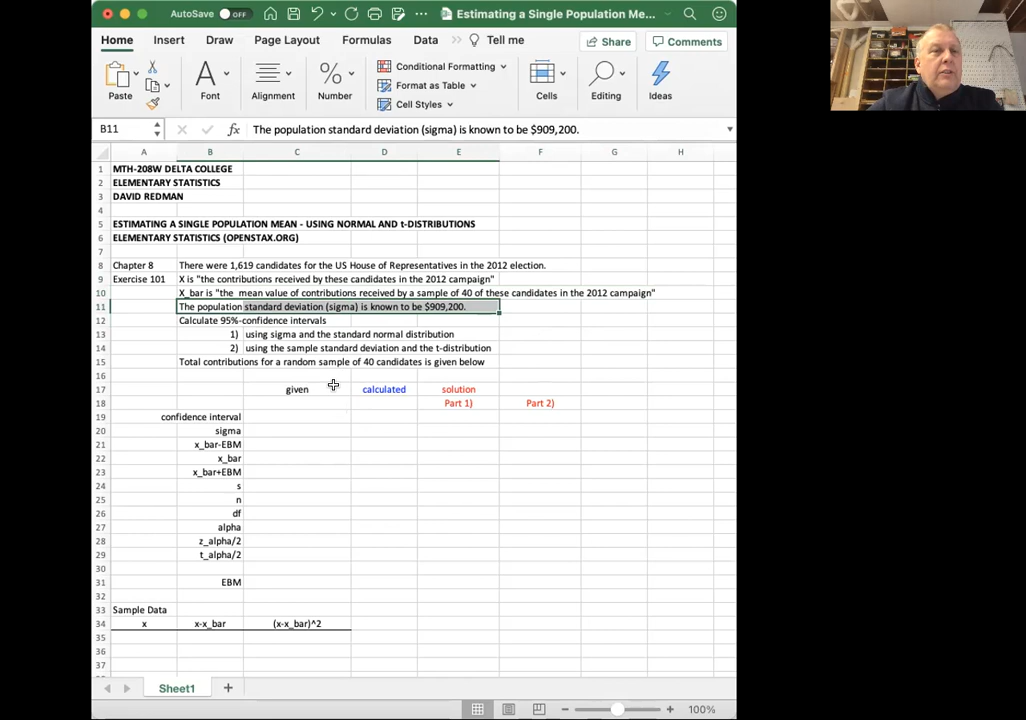 AutoSave OFF Estimating a Single Population Me...
Home Insert Draw Page Layout Formulas Data Tell me Share Comments
Paste Font Alignment Number Conditional Formatting Format as Table Cell Styles Cells Editing Ideas
B11 fx The population standard deviation (sigma) is known to be $909,200.
A B C D E F G H
1 MTH-208W DELTA COLLEGE
2 ELEMENTARY STATISTICS
3 DAVID REDMAN
4
5 ESTIMATING A SINGLE POPULATION MEAN - USING NORMAL AND t-DISTRIBUTIONS
6 ELEMENTARY STATISTICS (OPENSTAX.ORG)
7
8 Chapter 8 There were 1,619 candidates for the US House of Representatives in the 2012 election.
9 Exercise 101 X is "the contributions received by these candidates in the 2012 campaign"
10 X_bar is "the mean value of contributions received by a sample of 40 of these candidates in the 2012 campaign"
11 The population standard deviation (sigma) is known to be $909,200.
12 Calculate 95%-confidence intervals
13 1) using sigma and the standard normal distribution
14 2) using the sample standard deviation and the t-distribution
15 Total contributions for a random sample of 40 candidates is given below
16
17 given calculated solution
18 Part 1) Part 2)
19 confidence interval
20 sigma
21 x_bar-EBM
22 x_bar
23 x_bar+EBM
24 s
25 n
26 df
27 alpha
28 z_alpha/2
29 t_alpha/2
30
31 EBM
32
33 Sample Data
34 x x-x_bar (x-x_bar)^2
35
36
37
Sheet1
100%